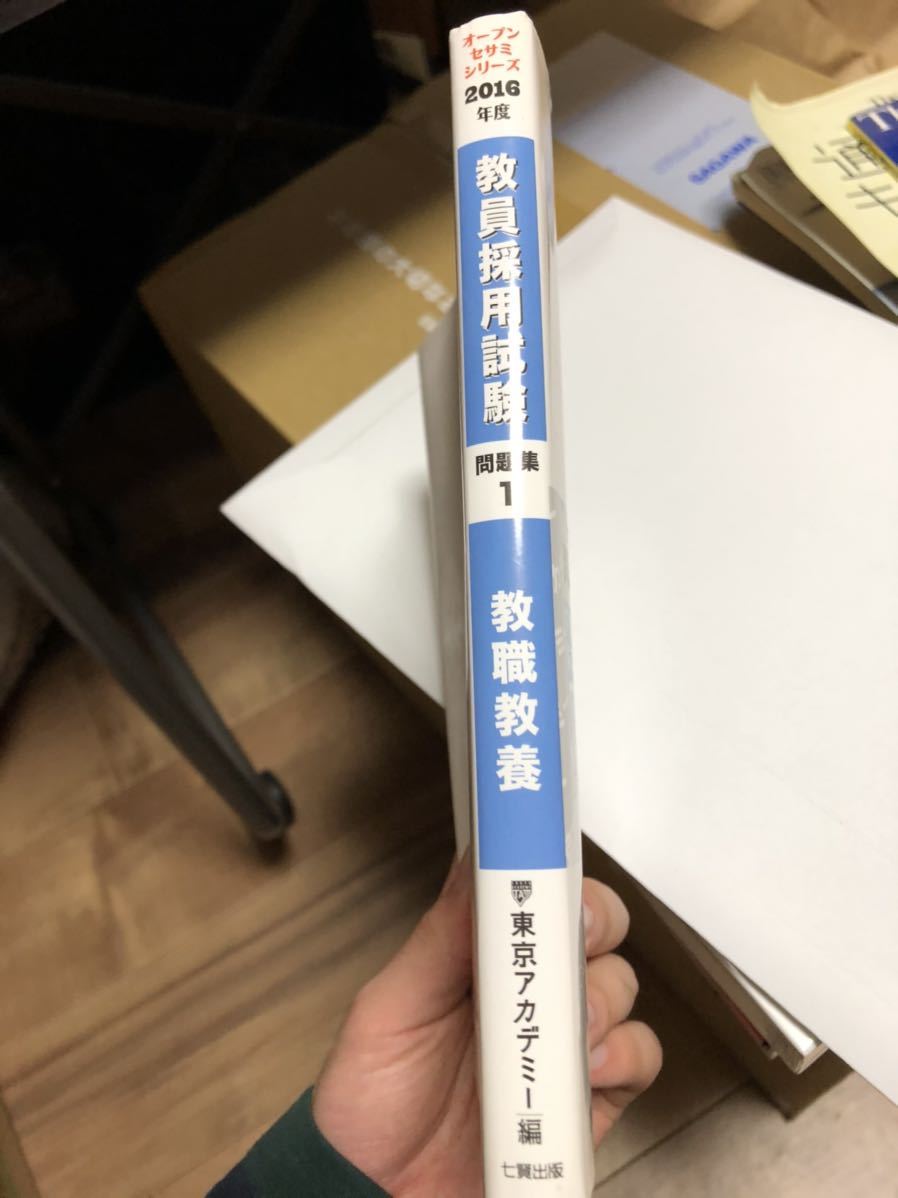 オープン
セサミ
シリーズ
2016
年度
教員採用試験
問題集
1
教職教養
東京アカデミー編
七賢出版
SAGAWA